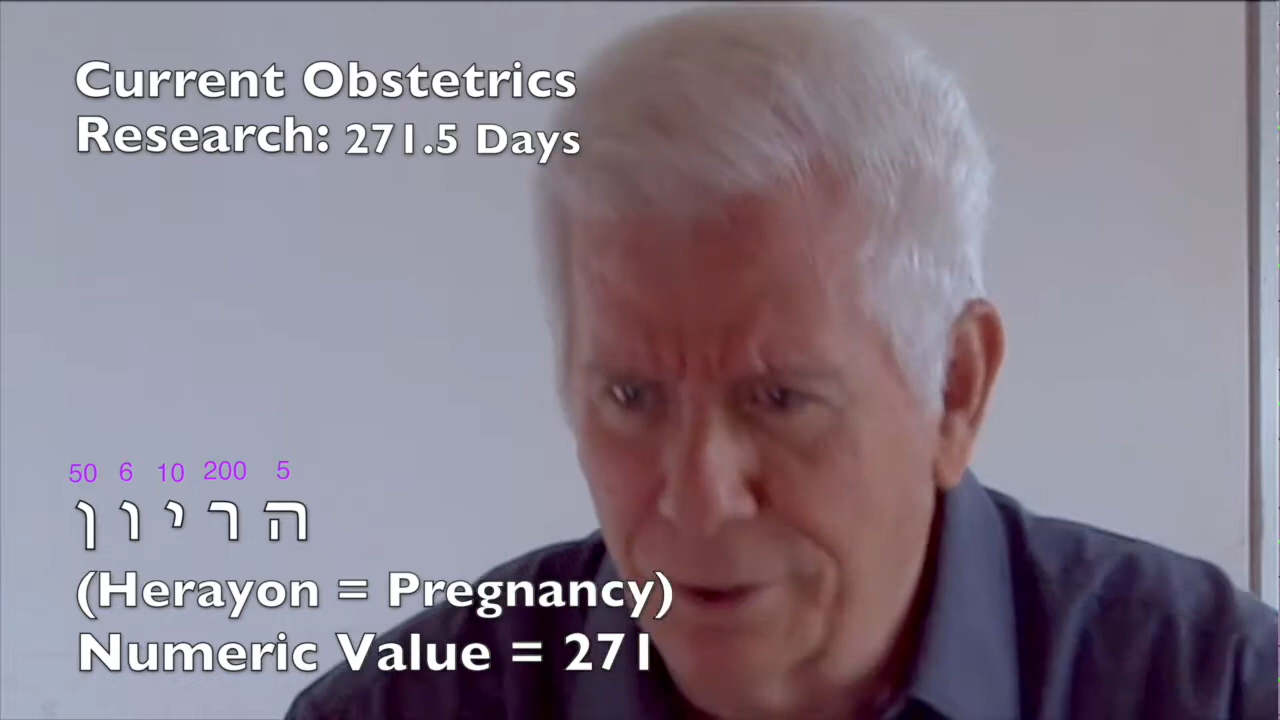 Current Obstetrics
Research: 271.5 Days
50 6 10 200 5
הריון
(Herayon = Pregnancy)
Numeric Value = 271